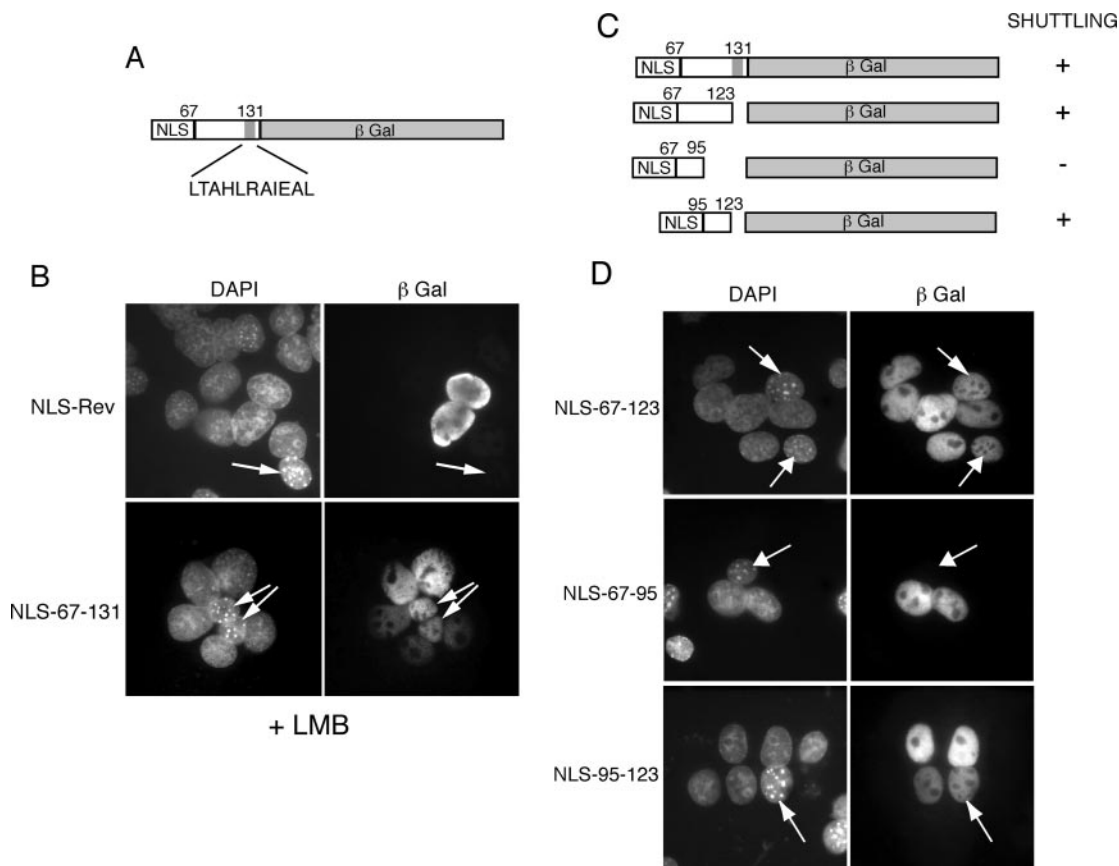 A
67 131
NLS β Gal
LTAHLRAIEAL
B
DAPI β Gal
NLS-Rev
NLS-67-131
+ LMB
C
SHUTTLING
67 131
NLS β Gal +
67 123
NLS β Gal +
67 95
NLS β Gal -
95 123
NLS β Gal +
D
DAPI β Gal
NLS-67-123
NLS-67-95
NLS-95-123